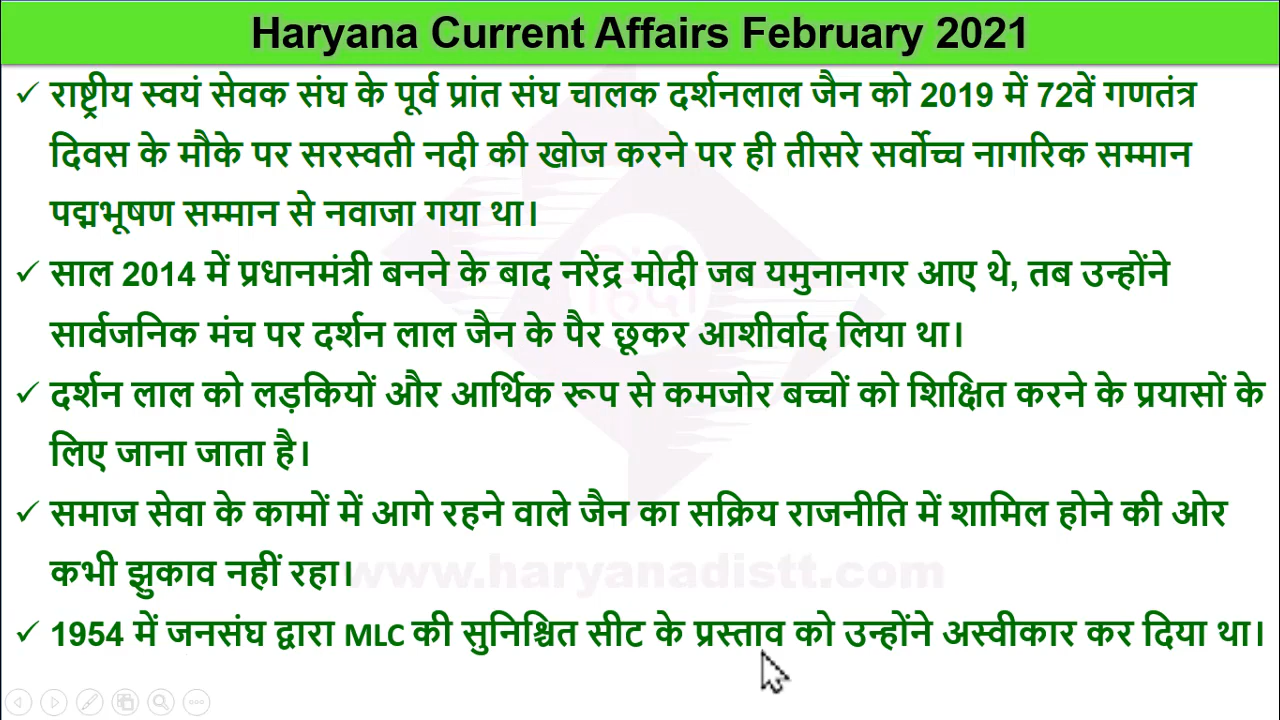 Haryana Current Affairs February 2021
✓ राष्ट्रीय स्वयं सेवक संघ के पूर्व प्रांत संघ चालक दर्शनलाल जैन को 2019 में 72वें गणतंत्र
दिवस के मौके पर सरस्वती नदी की खोज करने पर ही तीसरे सर्वोच्च नागरिक सम्मान
पद्मभूषण सम्मान से नवाजा गया था।
✓ साल 2014 में प्रधानमंत्री बनने के बाद नरेंद्र मोदी जब यमुनानगर आए थे, तब उन्होंने
सार्वजनिक मंच पर दर्शन लाल जैन के पैर छूकर आशीर्वाद लिया था।
✓ दर्शन लाल को लड़कियों और आर्थिक रूप से कमजोर बच्चों को शिक्षित करने के प्रयासों के
लिए जाना जाता है।
✓ समाज सेवा के कामों में आगे रहने वाले जैन का सक्रिय राजनीति में शामिल होने की ओर
कभी झुकाव नहीं रहा।
www.haryanadistt.com
✓ 1954 में जनसंघ द्वारा MLC की सुनिश्चित सीट के प्रस्ताव को उन्होंने अस्वीकार कर दिया था।
हिंदी